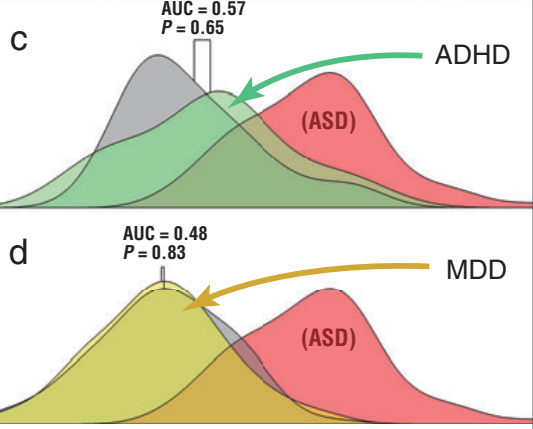 AUC = 0.57
P = 0.65
c
ADHD
(ASD)
AUC = 0.48
P = 0.83
d
MDD
(ASD)